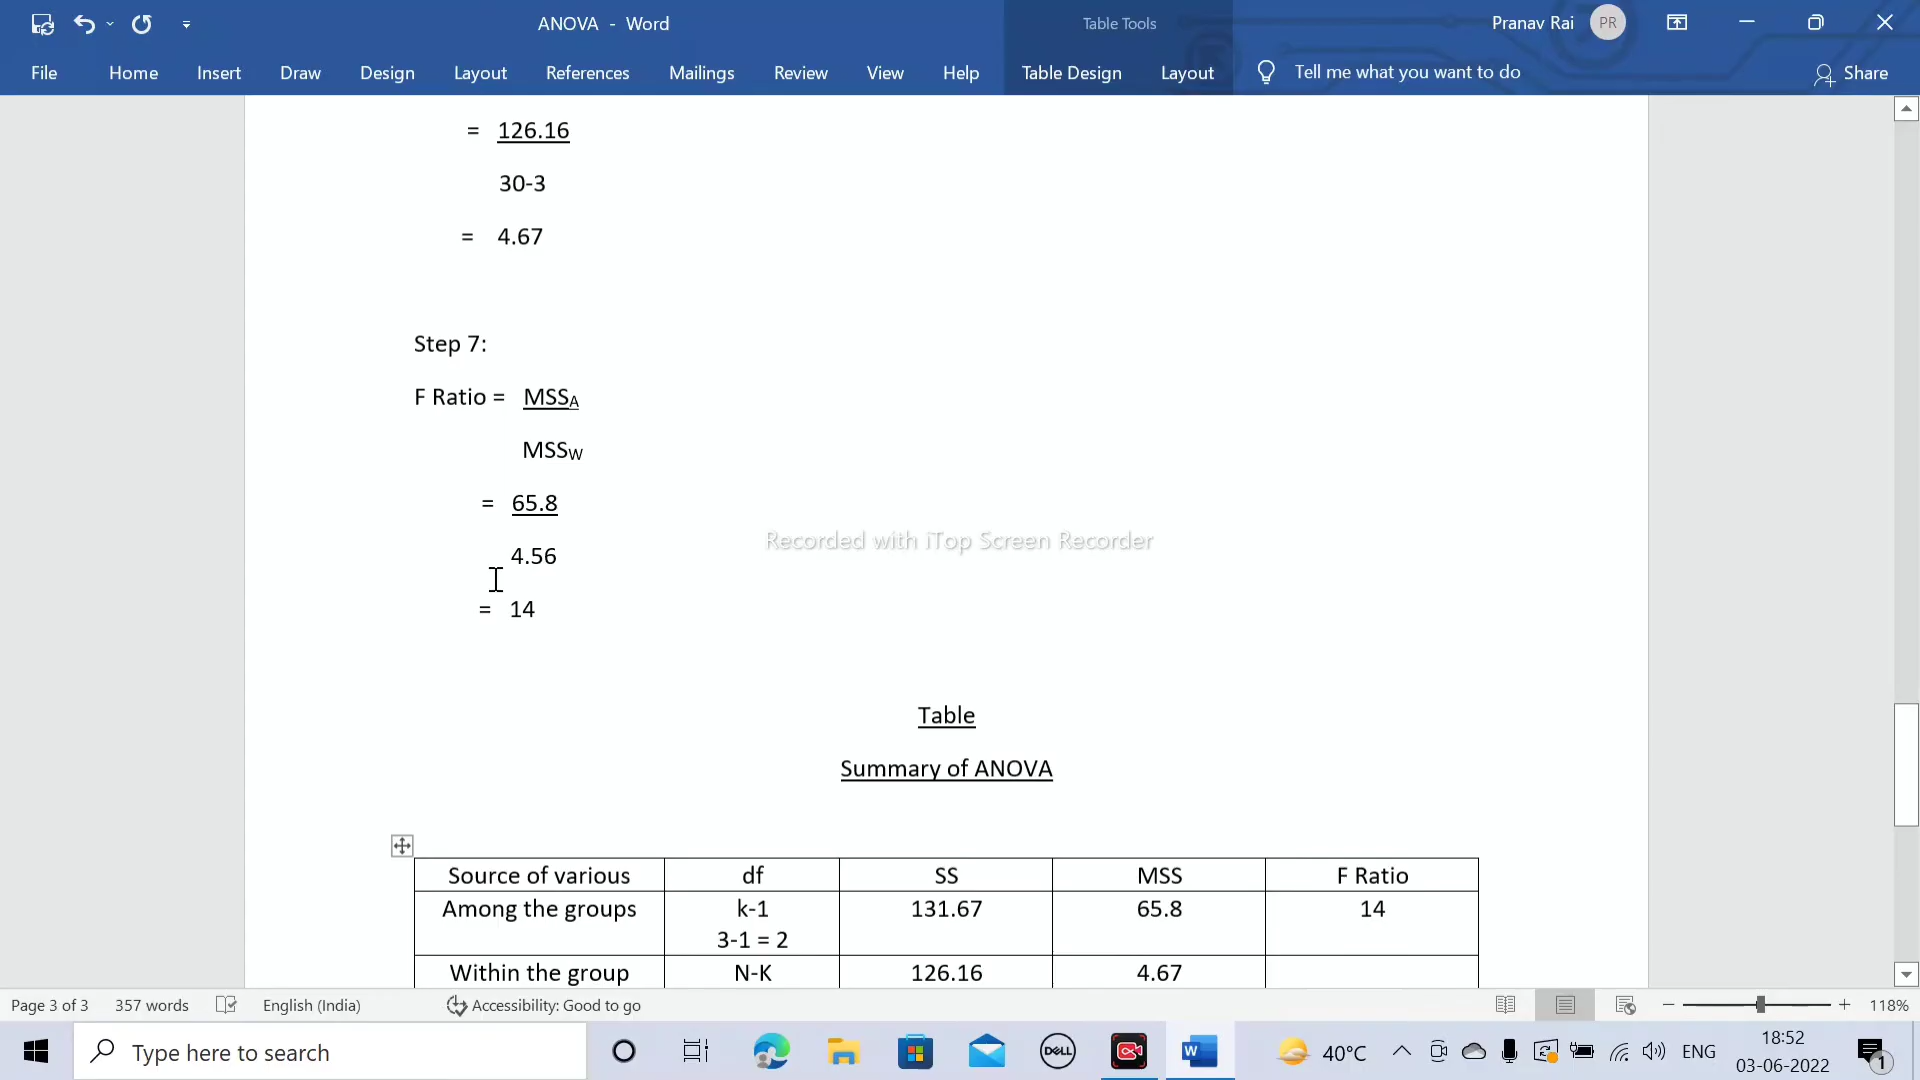 ANOVA - Word
Table Tools
Pranav Rai
PR
File Home Insert Draw Design Layout References Mailings Review View Help Table Design Layout Tell me what you want to do Share
= 126.16
30-3
= 4.67
Step 7:
F Ratio = MSSA
MSSW
= 65.8
Recorded with iTop Screen Recorder
4.56
= 14
Table
Summary of ANOVA
Source of various df SS MSS F Ratio
Among the groups k-1 131.67 65.8 14
3-1 = 2
Within the group N-K 126.16 4.67
Page 3 of 3 357 words English (India) Accessibility: Good to go 118%
Type here to search
DELL
W
40°C
ENG
18:52
03-06-2022
1